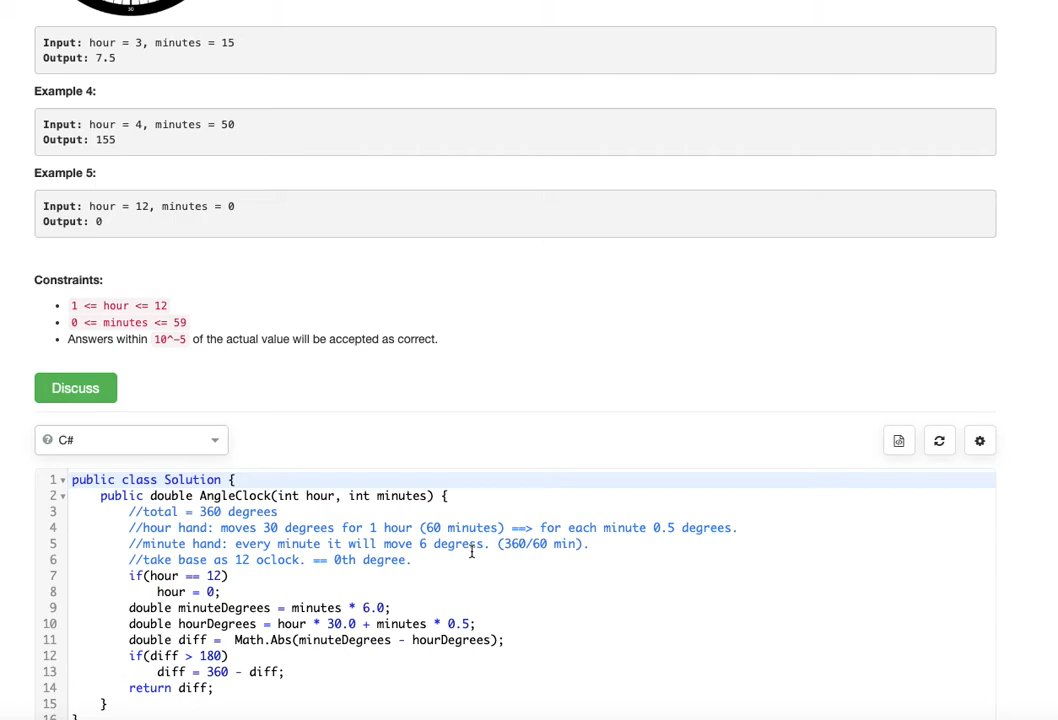 30
Input: hour = 3, minutes = 15
Output: 7.5
Example 4:
Input: hour = 4, minutes = 50
Output: 155
Example 5:
Input: hour = 12, minutes = 0
Output: 0
Constraints:
• 1 <= hour <= 12
• 0 <= minutes <= 59
• Answers within 10^-5 of the actual value will be accepted as correct.
Discuss
C#
1 public class Solution {
2 public double AngleClock(int hour, int minutes) {
3 //total = 360 degrees
4 //hour hand: moves 30 degrees for 1 hour (60 minutes) ==> for each minute 0.5 degrees.
5 //minute hand: every minute it will move 6 degress. (360/60 min).
6 //take base as 12 oclock. == 0th degree.
7 if(hour == 12)
8 hour = 0;
9 double minuteDegrees = minutes * 6.0;
10 double hourDegrees = hour * 30.0 + minutes * 0.5;
11 double diff = Math.Abs(minuteDegrees - hourDegrees);
12 if(diff > 180)
13 diff = 360 - diff;
14 return diff;
15 }
16 }